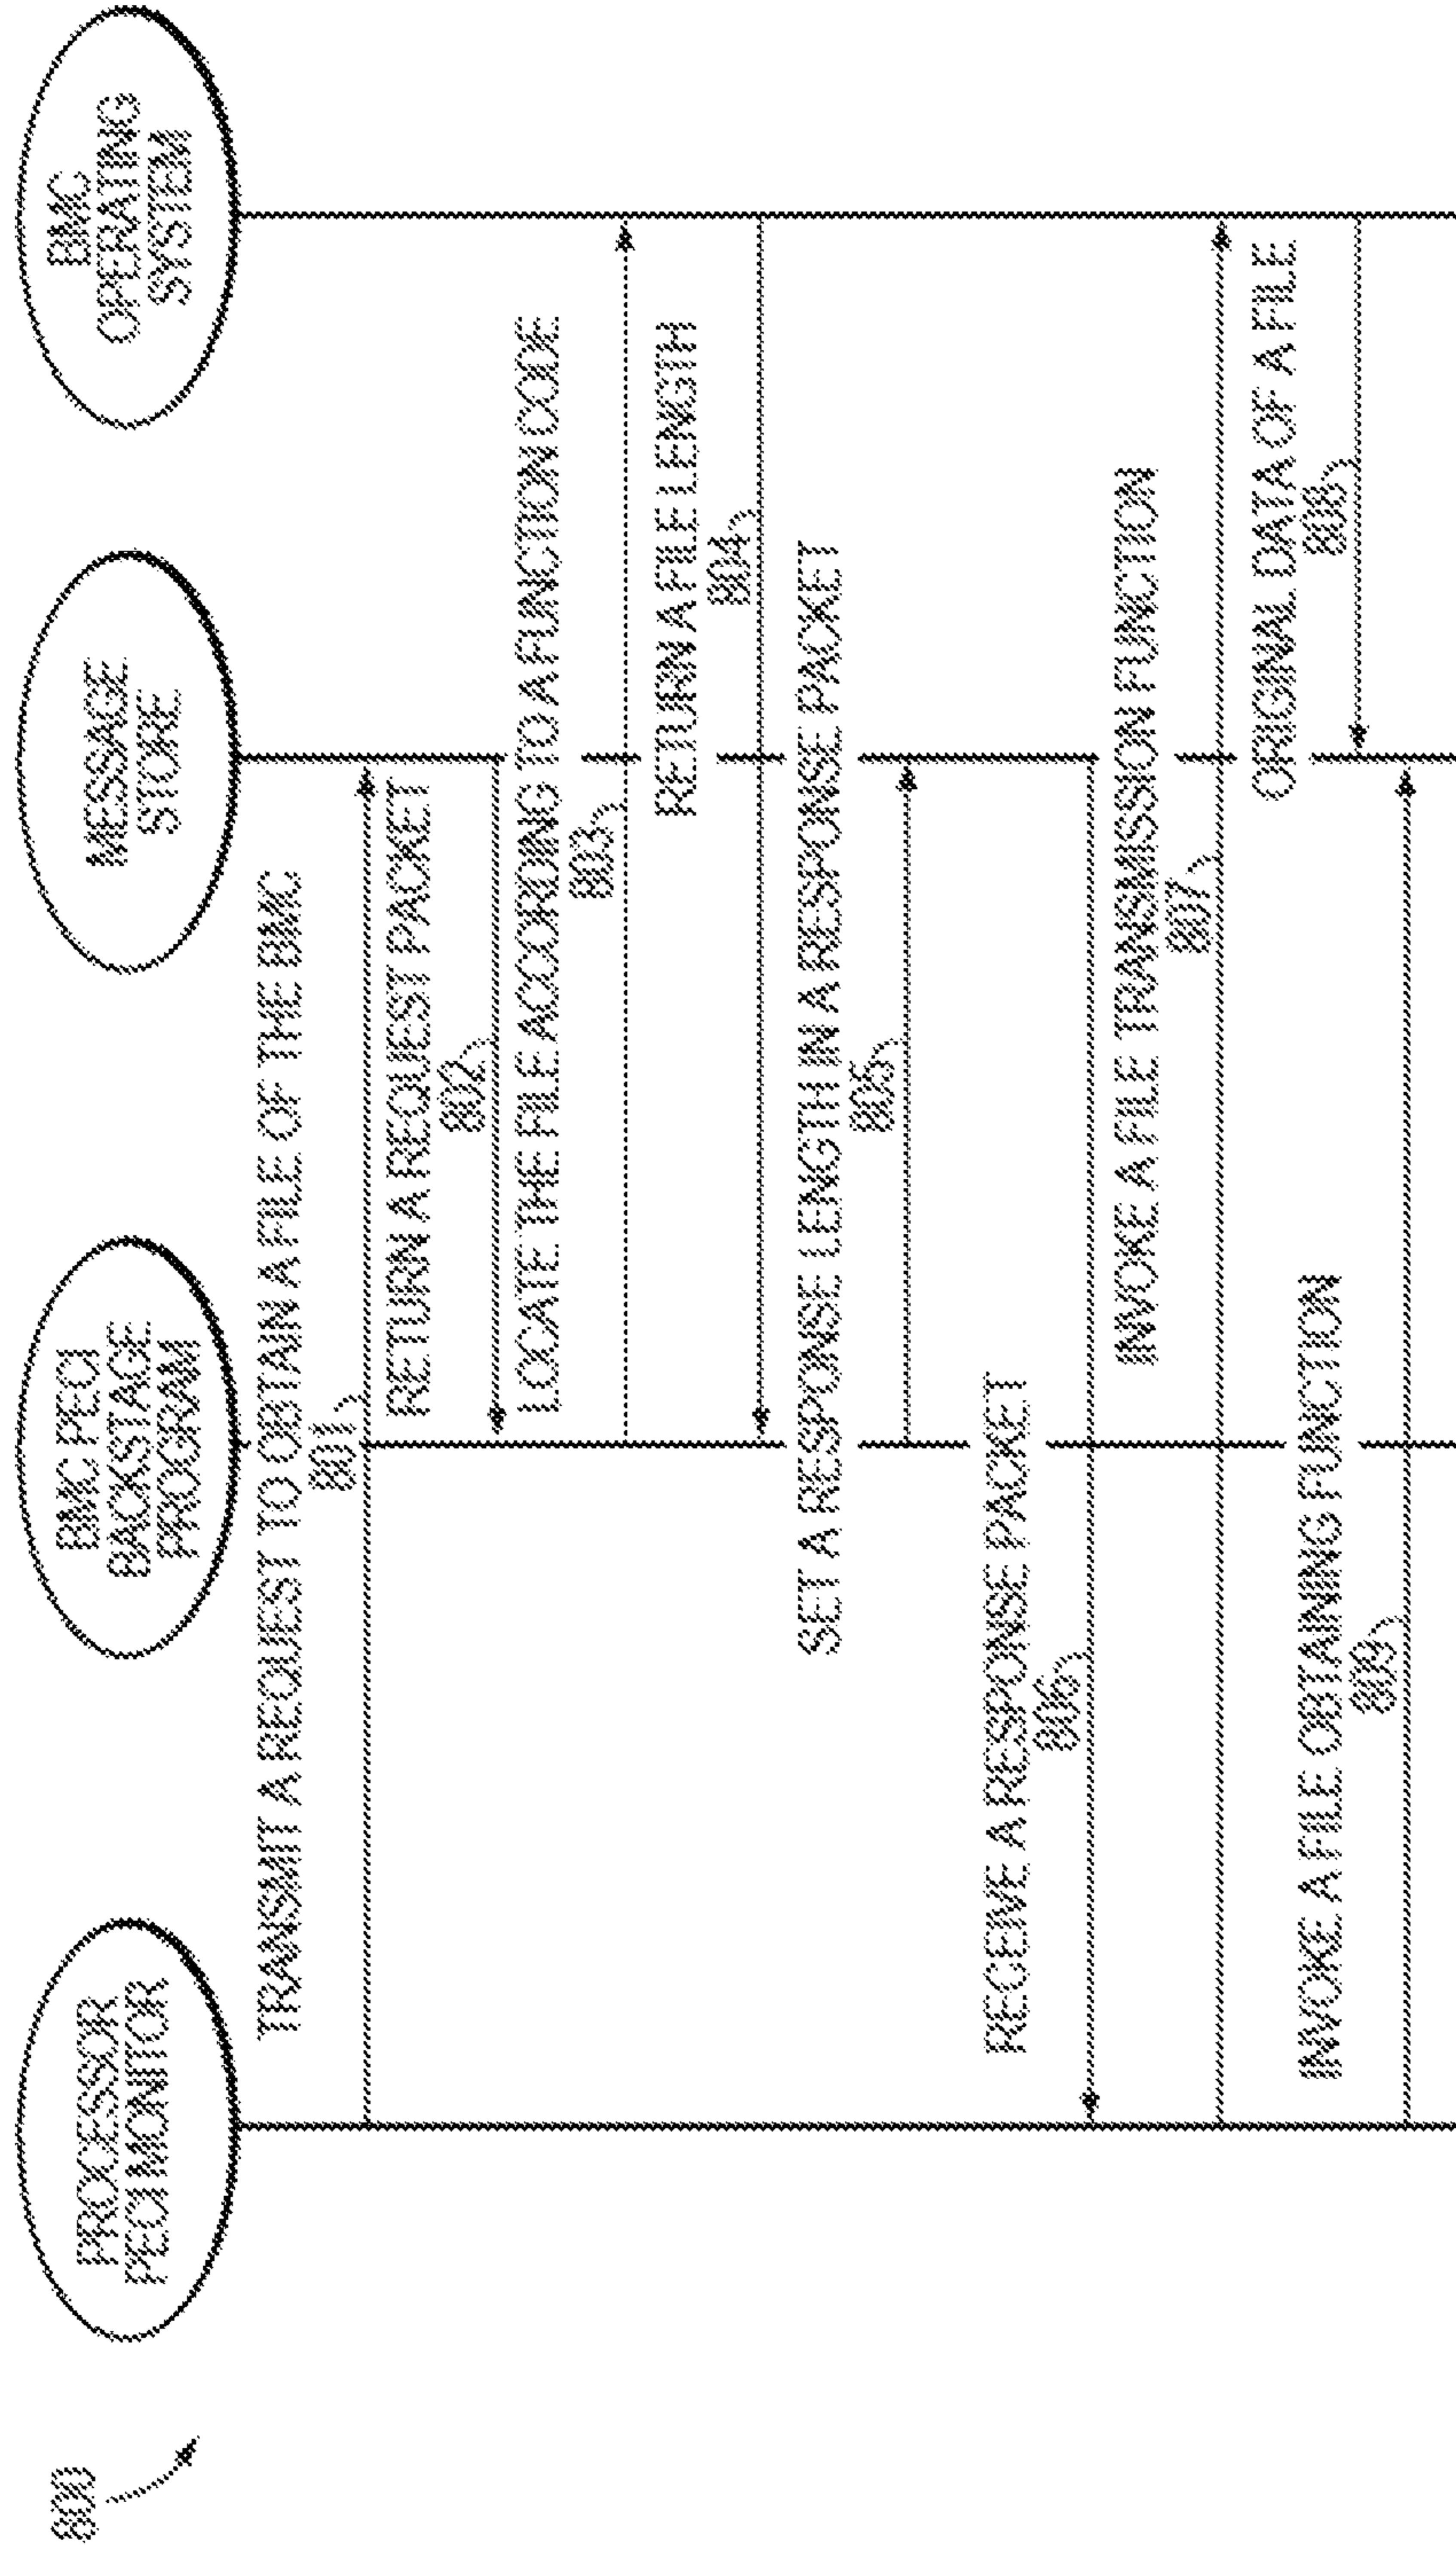 800
PROCESSOR
PECI MONITOR
BMC PECI
BACKSTAGE
PROGRAM
MESSAGE
STORE
BMC
OPERATING
SYSTEM
TRANSMIT A REQUEST TO OBTAIN A FILE OF THE BMC
801
RETURN A REQUEST PACKET
802
LOCATE THE FILE ACCORDING TO A FUNCTION CODE
803
RETURN A FILE LENGTH
804
SET A RESPONSE LENGTH IN A RESPONSE PACKET
805
RECEIVE A RESPONSE PACKET
806
INVOKE A FILE TRANSMISSION FUNCTION
807
ORIGINAL DATA OF A FILE
808
INVOKE A FILE OBTAINING FUNCTION
809